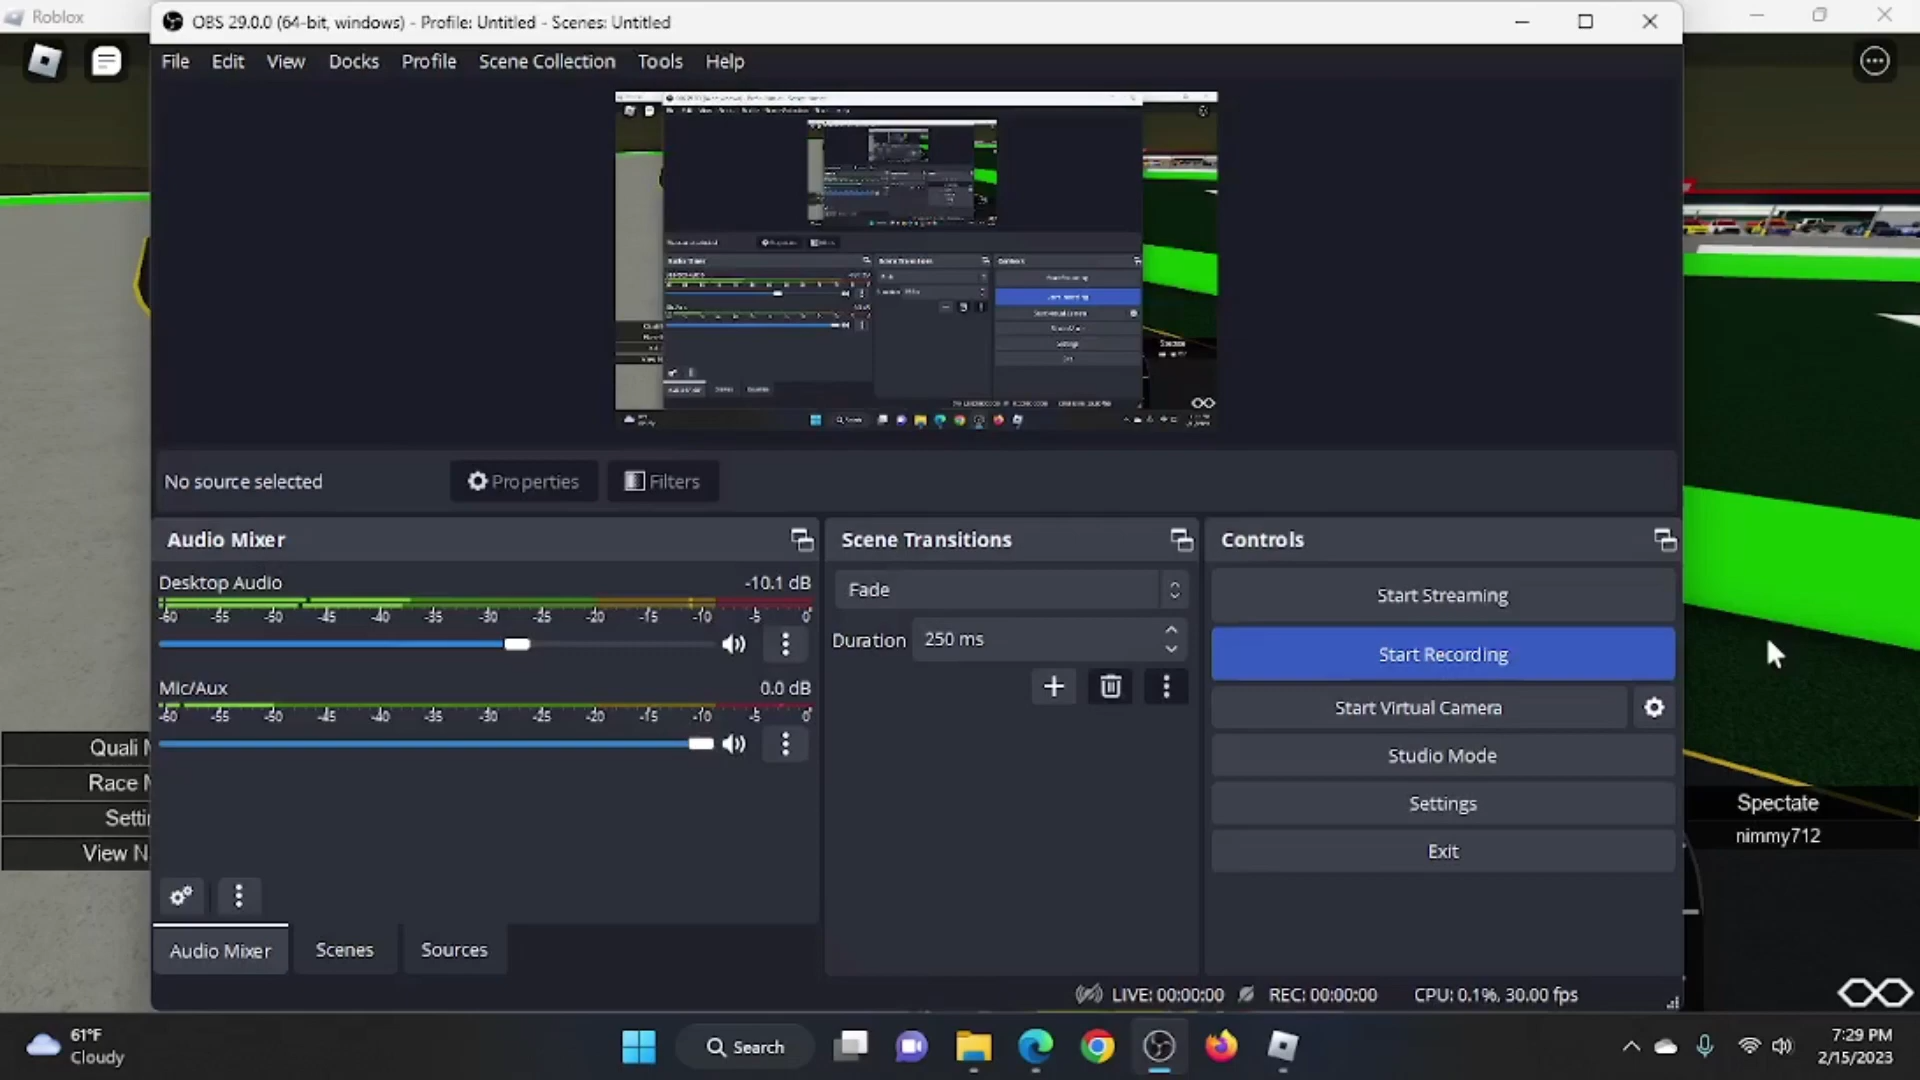 Roblox
OBS 29.0.0 (64-bit, windows) - Profile: Untitled - Scenes: Untitled
File Edit View Docks Profile Scene Collection Tools Help
No source selected
Properties
Filters
Audio Mixer
Desktop Audio -10.1 dB
-60 -55 -50 -45 -40 -35 -30 -25 -20 -15 -10 -5 0
Mic/Aux 0.0 dB
-60 -55 -50 -45 -40 -35 -30 -25 -20 -15 -10 -5 0
Audio Mixer Scenes Sources
Scene Transitions
Fade
Duration 250 ms
Controls
Start Streaming
Start Recording
Start Virtual Camera
Studio Mode
Settings
Exit
LIVE: 00:00:00 REC: 00:00:00 CPU: 0.1%, 30.00 fps
Quali M
Race M
Setti
View N
Spectate
nimmy712
61°F
Cloudy
Search
7:29 PM
2/15/2023